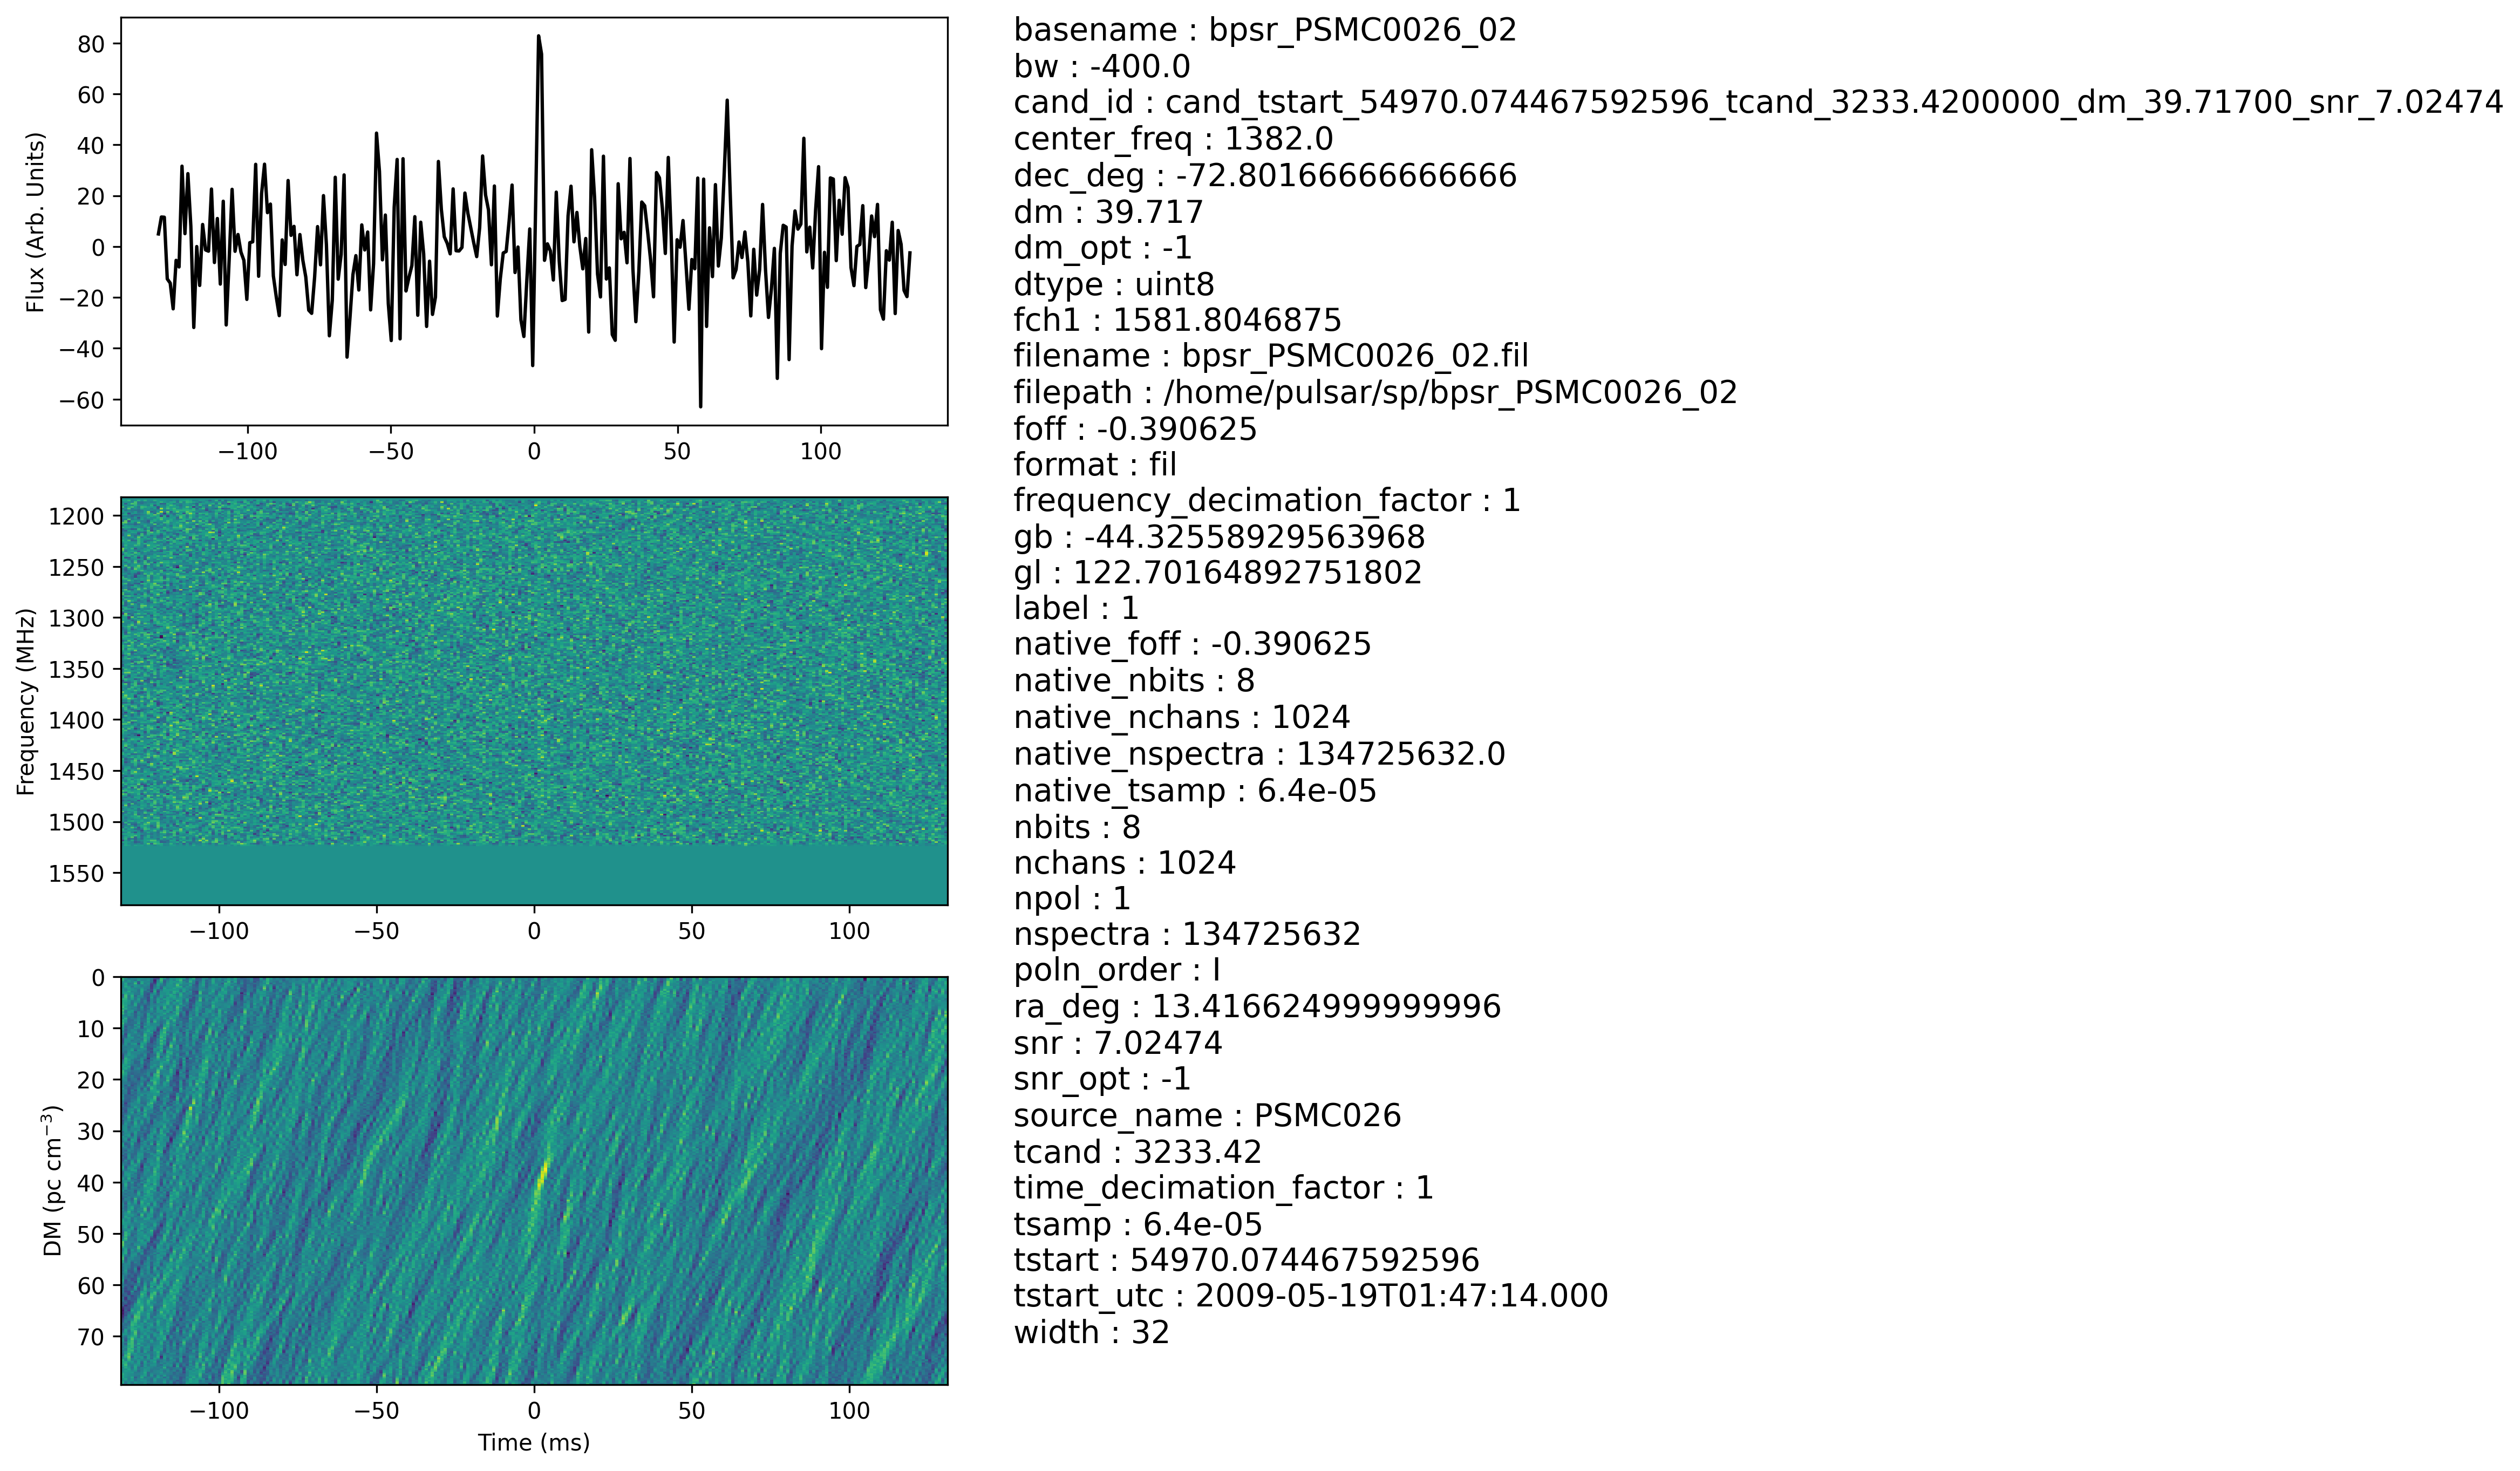 80
60
40
20
0
−20
−40
−60
Flux (Arb. Units)
−100 −50 0 50 100
1200
1250
1300
1350
1400
1450
1500
1550
Frequency (MHz)
−100 −50 0 50 100
0
10
20
30
40
50
60
70
DM (pc cm⁻³)
−100 −50 0 50 100
Time (ms)
basename : bpsr_PSMC0026_02
bw : -400.0
cand_id : cand_tstart_54970.074467592596_tcand_3233.4200000_dm_39.71700_snr_7.02474
center_freq : 1382.0
dec_deg : -72.80166666666666
dm : 39.717
dm_opt : -1
dtype : uint8
fch1 : 1581.8046875
filename : bpsr_PSMC0026_02.fil
filepath : /home/pulsar/sp/bpsr_PSMC0026_02
foff : -0.390625
format : fil
frequency_decimation_factor : 1
gb : -44.32558929563968
gl : 122.70164892751802
label : 1
native_foff : -0.390625
native_nbits : 8
native_nchans : 1024
native_nspectra : 134725632.0
native_tsamp : 6.4e-05
nbits : 8
nchans : 1024
npol : 1
nspectra : 134725632
poln_order : I
ra_deg : 13.416624999999996
snr : 7.02474
snr_opt : -1
source_name : PSMC026
tcand : 3233.42
time_decimation_factor : 1
tsamp : 6.4e-05
tstart : 54970.074467592596
tstart_utc : 2009-05-19T01:47:14.000
width : 32